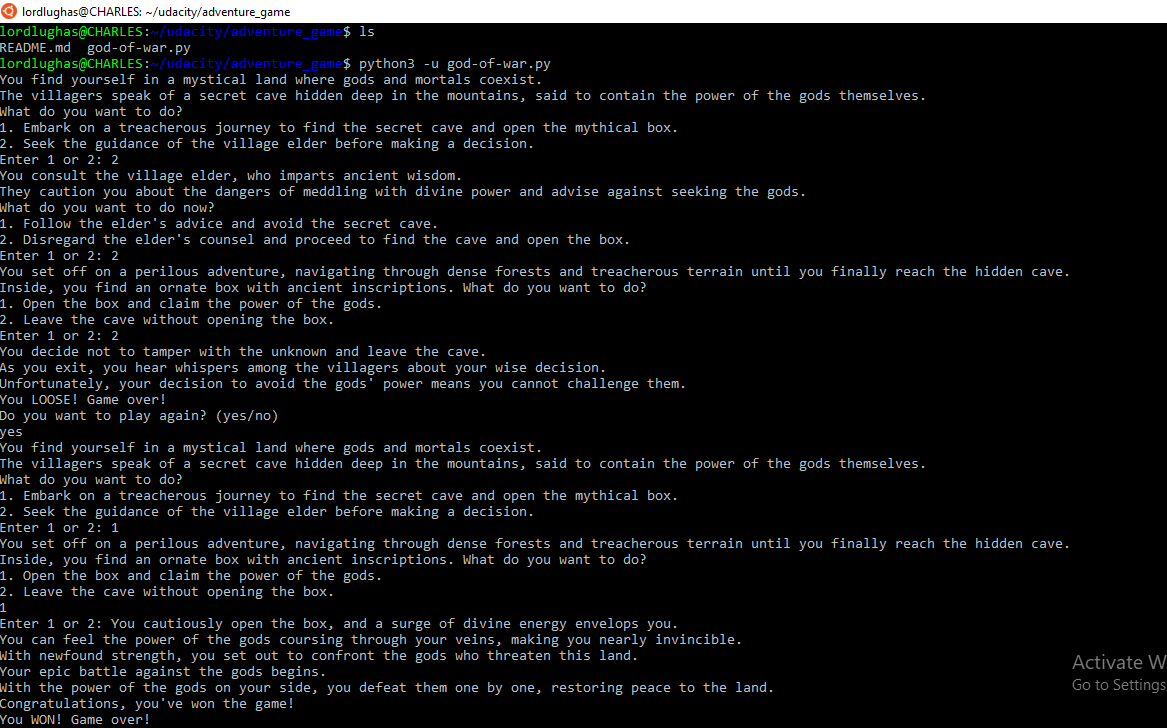 lordlughas@CHARLES: ~/udacity/adventure_game
lordlughas@CHARLES:~/udacity/adventure_game$ ls
README.md  god-of-war.py
lordlughas@CHARLES:~/udacity/adventure_game$ python3 -u god-of-war.py
You find yourself in a mystical land where gods and mortals coexist.
The villagers speak of a secret cave hidden deep in the mountains, said to contain the power of the gods themselves.
What do you want to do?
1. Embark on a treacherous journey to find the secret cave and open the mythical box.
2. Seek the guidance of the village elder before making a decision.
Enter 1 or 2: 2
You consult the village elder, who imparts ancient wisdom.
They caution you about the dangers of meddling with divine power and advise against seeking the gods.
What do you want to do now?
1. Follow the elder's advice and avoid the secret cave.
2. Disregard the elder's counsel and proceed to find the cave and open the box.
Enter 1 or 2: 2
You set off on a perilous adventure, navigating through dense forests and treacherous terrain until you finally reach the hidden cave.
Inside, you find an ornate box with ancient inscriptions. What do you want to do?
1. Open the box and claim the power of the gods.
2. Leave the cave without opening the box.
Enter 1 or 2: 2
You decide not to tamper with the unknown and leave the cave.
As you exit, you hear whispers among the villagers about your wise decision.
Unfortunately, your decision to avoid the gods' power means you cannot challenge them.
You LOOSE! Game over!
Do you want to play again? (yes/no)
yes
You find yourself in a mystical land where gods and mortals coexist.
The villagers speak of a secret cave hidden deep in the mountains, said to contain the power of the gods themselves.
What do you want to do?
1. Embark on a treacherous journey to find the secret cave and open the mythical box.
2. Seek the guidance of the village elder before making a decision.
Enter 1 or 2: 1
You set off on a perilous adventure, navigating through dense forests and treacherous terrain until you finally reach the hidden cave.
Inside, you find an ornate box with ancient inscriptions. What do you want to do?
1. Open the box and claim the power of the gods.
2. Leave the cave without opening the box.
1
Enter 1 or 2: You cautiously open the box, and a surge of divine energy envelops you.
You can feel the power of the gods coursing through your veins, making you nearly invincible.
With newfound strength, you set out to confront the gods who threaten this land.
Your epic battle against the gods begins.
With the power of the gods on your side, you defeat them one by one, restoring peace to the land.
Congratulations, you've won the game!
You WON! Game over!
Activate W
Go to Settings